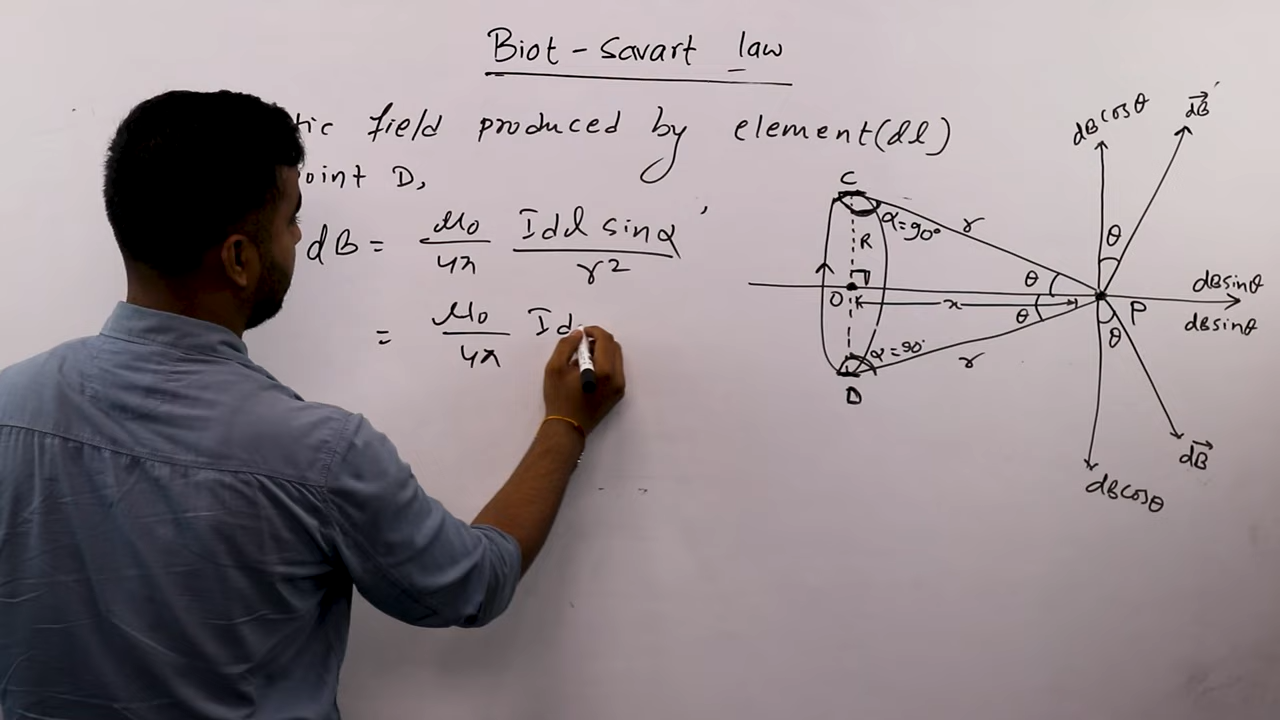 Biot - Savart law
tic field produced by element(dl)
oint D,
dB = μ0/4π Idl sinα/r²
= μ0/4π Id
C
α=90°
R
r
θ
O
x
θ
α=90°
r
D
dBcosθ
dB⃗
θ
dBsinθ
P
dBsinθ
θ
dB⃗
dBcosθ